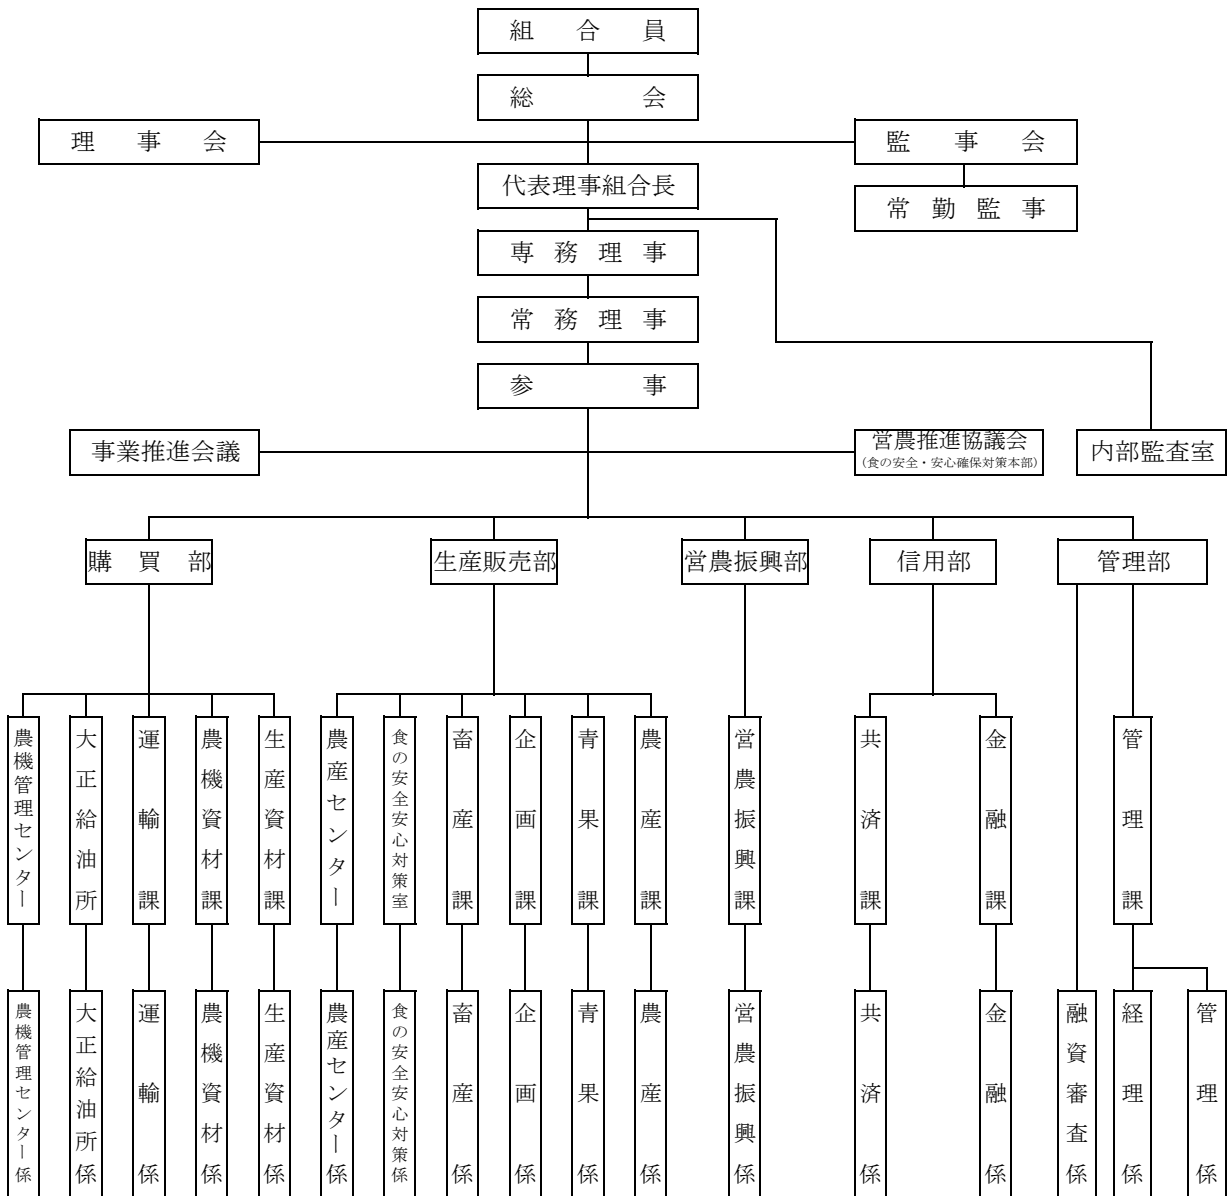 組合員
総会
理事会
監事会
代表理事組合長
常勤監事
専務理事
常務理事
参事
事業推進会議
営農推進協議会
(食の安全・安心確保対策本部)
内部監査室
購買部
生産販売部
営農振興部
信用部
管理部
農機管理センター
大正給油所
運輸課
農機資材課
生産資材課
農産センター
食の安全安心対策室
畜産課
企画課
青果課
農産課
営農振興課
共済課
金融課
管理課
農機管理センター係
大正給油所係
運輸係
農機資材係
生産資材係
農産センター係
食の安全安心対策係
畜産係
企画係
青果係
農産係
営農振興係
共済係
金融係
融資審査係
経理係
管理係